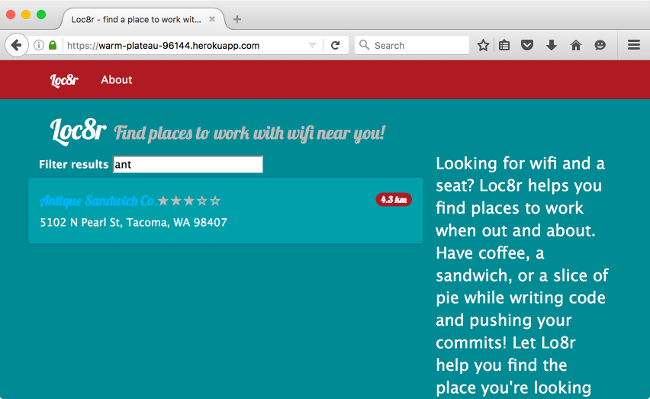 Loc8r - find a place to work wit...
https://warm-plateau-96144.herokuapp.com
Search
Loc8r About
Loc8r Find places to work with wifi near you!
Filter results ant
Antique Sandwich Co.★★★☆☆ 4.3 km
5102 N Pearl St, Tacoma, WA 98407
Looking for wifi and a
seat? Loc8r helps you
find places to work
when out and about.
Have coffee, a
sandwich, or a slice of
pie while writing code
and pushing your
commits! Let Lo8r
help you find the
place you're looking